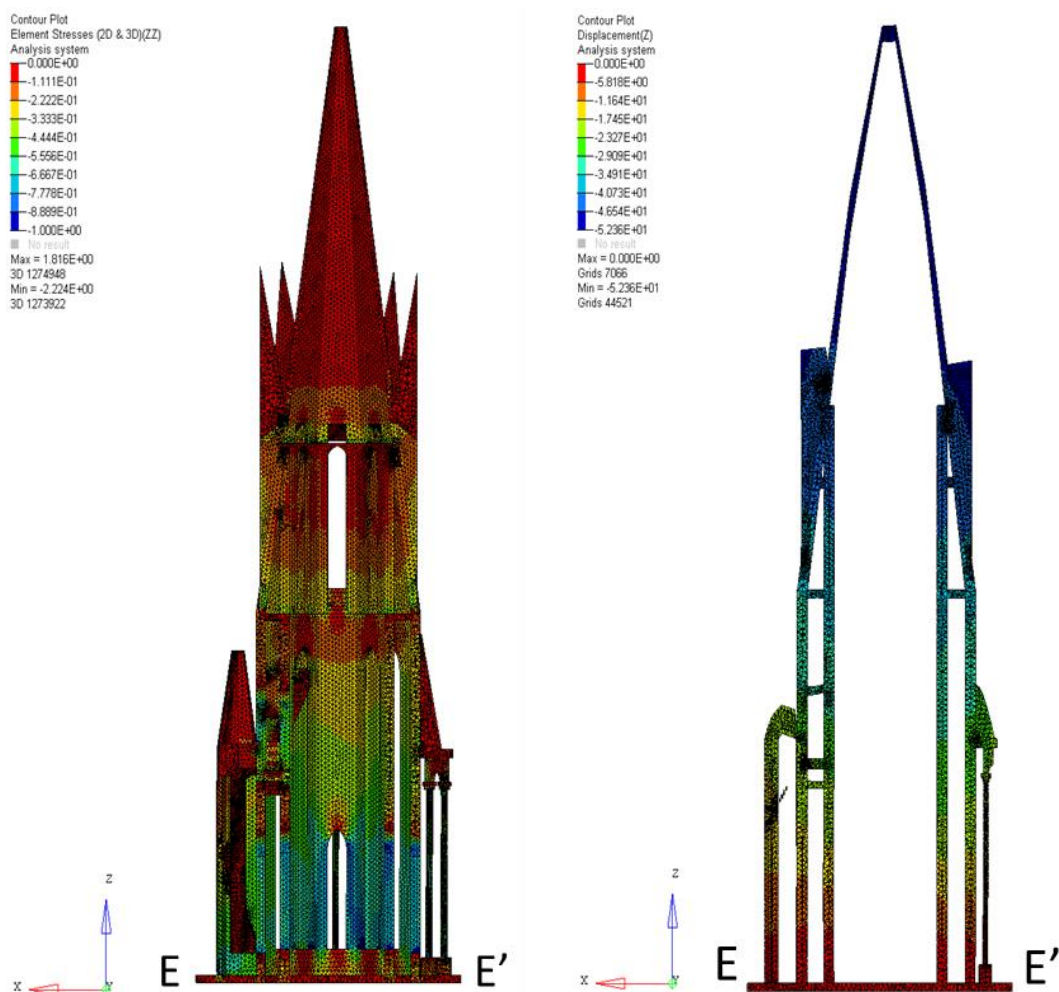 Contour Plot
Element Stresses (2D & 3D)(ZZ)
Analysis system
0.000E+00
-1.111E-01
-2.222E-01
-3.333E-01
-4.444E-01
-5.556E-01
-6.667E-01
-7.778E-01
-8.889E-01
-1.000E+00
No result
Max = 1.816E+00
3D 1274948
Min = -2.224E+00
3D 1273922
Z
X
Y
E
E'
Contour Plot
Displacement(Z)
Analysis system
0.000E+00
-5.818E+00
-1.164E+01
-1.745E+01
-2.327E+01
-2.909E+01
-3.491E+01
-4.073E+01
-4.654E+01
-5.236E+01
No result
Max = 0.000E+00
Grids 7066
Min = -5.236E+01
Grids 44521
Z
X
Y
E
E'